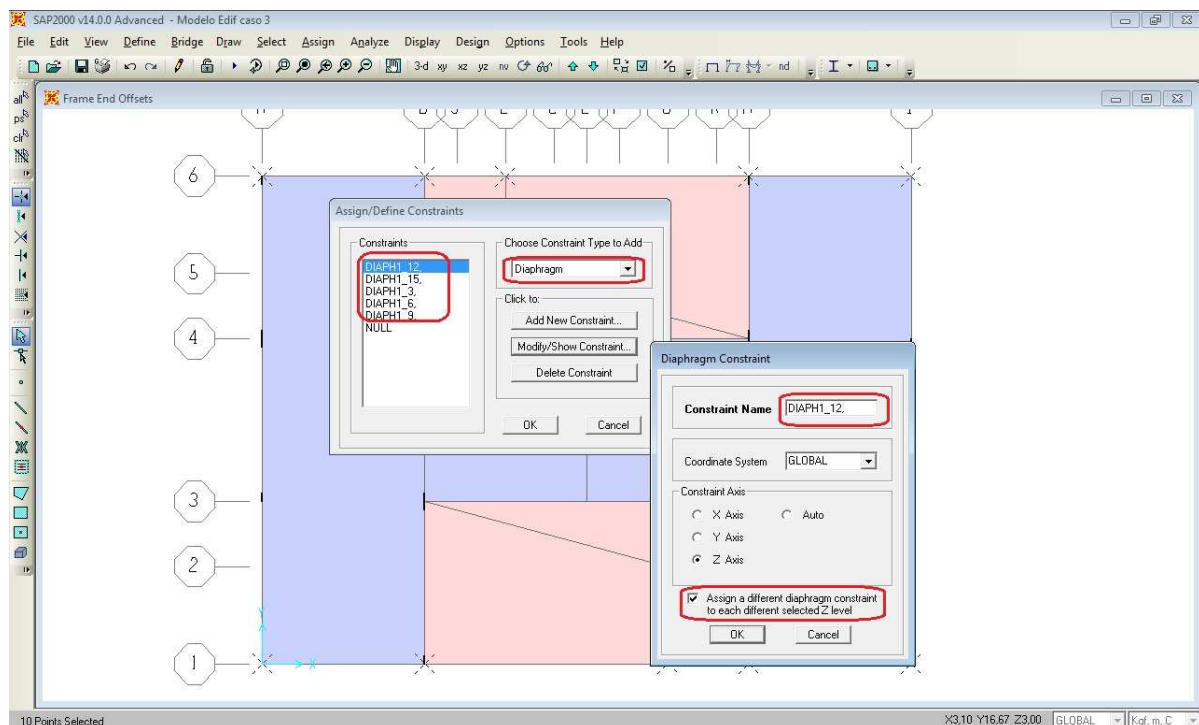 SAP2000 v14.0.0 Advanced - Modelo Edif caso 3
File Edit View Define Bridge Draw Select Assign Analyze Display Design Options Tools Help
3-d xy xz yz nv
nd
all
ps
clr
Frame End Offsets
6
5
4
3
2
1
Y
X
Assign/Define Constraints
Constraints
DIAPH1_12,
DIAPH1_15,
DIAPH1_3,
DIAPH1_6,
DIAPH1_9,
NULL
Choose Constraint Type to Add
Diaphragm
Click to:
Add New Constraint...
Modify/Show Constraint...
Delete Constraint
OK
Cancel
Diaphragm Constraint
Constraint Name
DIAPH1_12,
Coordinate System
GLOBAL
Constraint Axis
X Axis
Auto
Y Axis
Z Axis
Assign a different diaphragm constraint
to each different selected Z level
OK
Cancel
10 Points Selected
X3,10 Y16,67 Z3,00
GLOBAL
Kgf, m, C